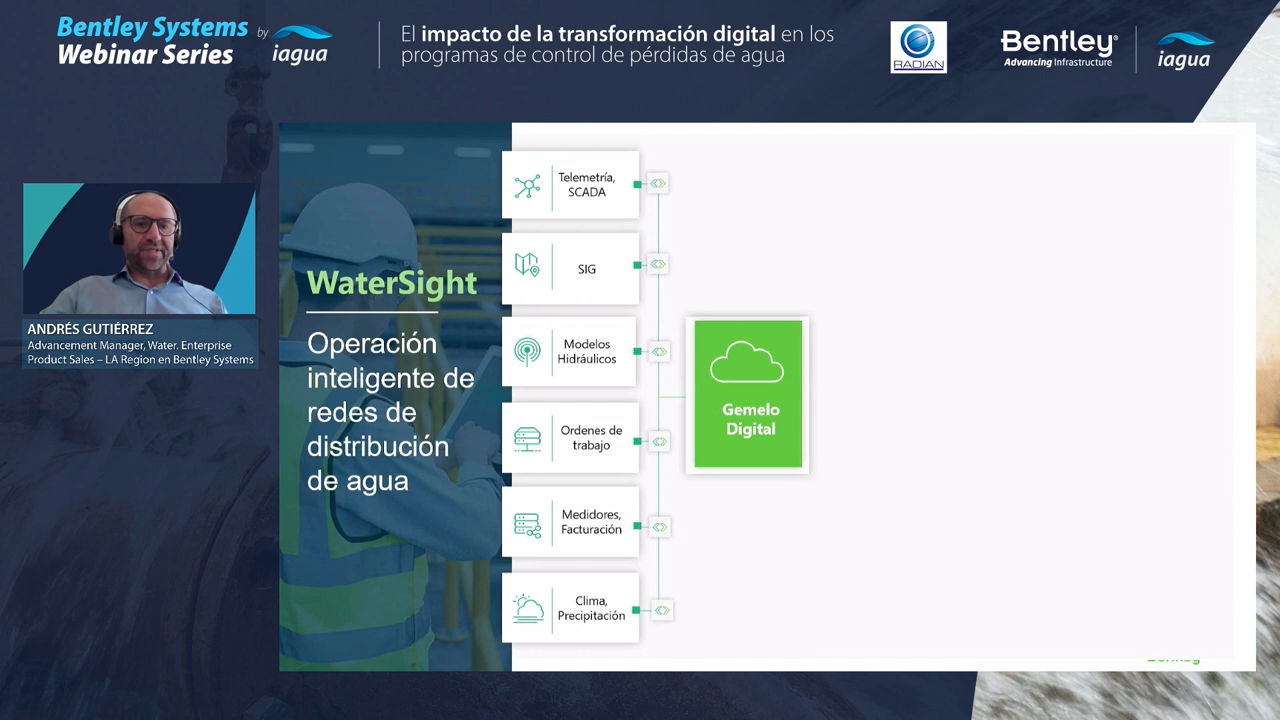 Bentley Systems
Webinar Series
by
iagua
El impacto de la transformación digital en los
programas de control de pérdidas de agua
RADIAN
Bentley®
Advancing Infrastructure
iagua
ANDRÉS GUTIÉRREZ
Advancement Manager, Water. Enterprise
Product Sales – LA Region en Bentley Systems
WaterSight
Operación
inteligente de
redes de
distribución
de agua
Telemetría,
SCADA
SIG
Modelos
Hidráulicos
Ordenes de
trabajo
Medidores,
Facturación
Clima,
Precipitación
Gemelo
Digital